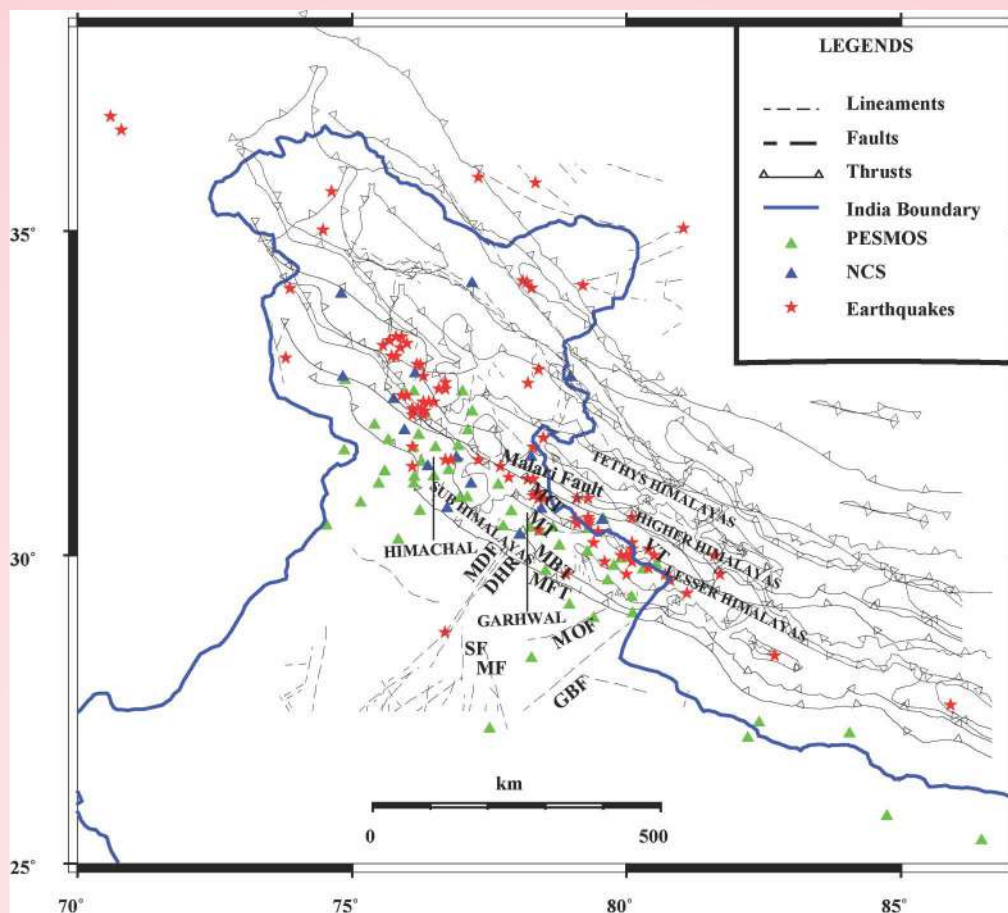 LEGENDS
Lineaments
Faults
Thrusts
India Boundary
PESMOS
NCS
Earthquakes
35°
30°
25°
Malari Fault
TETHYS HIMALAYAS
HIGHER HIMALAYAS
LESSER HIMALAYAS
SUB HIMALAYAS
MCT
MT
VT
MBT
MFT
HIMACHAL
MDF
DHR
GARHWAL
MOF
SF
MF
GBF
km
0
500
70°
75°
80°
85°